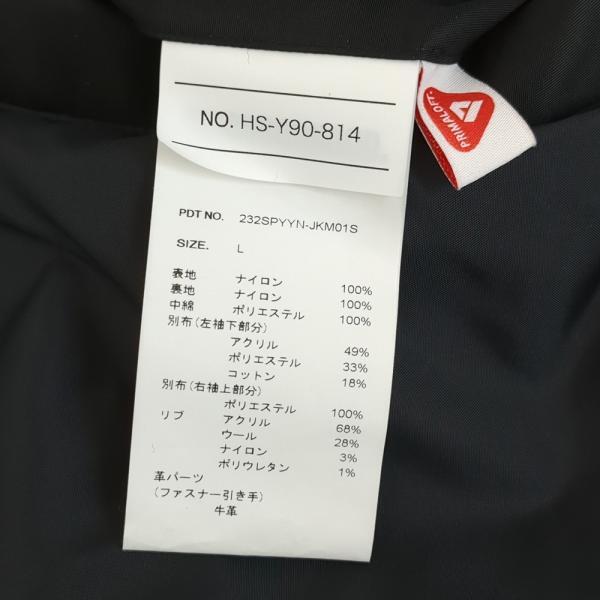 NO. HS-Y90-814
PRIMALOFT
PDT NO. 232SPYYN-JKM01S
SIZE. L
表地 ナイロン 100%
裏地 ナイロン 100%
中綿 ポリエステル 100%
別布(左袖下部分)
アクリル 49%
ポリエステル 33%
コットン 18%
別布(右袖上部分)
ポリエステル 100%
リブ アクリル 68%
ウール 28%
ナイロン 3%
ポリウレタン 1%
革パーツ
(ファスナー引き手)
牛革